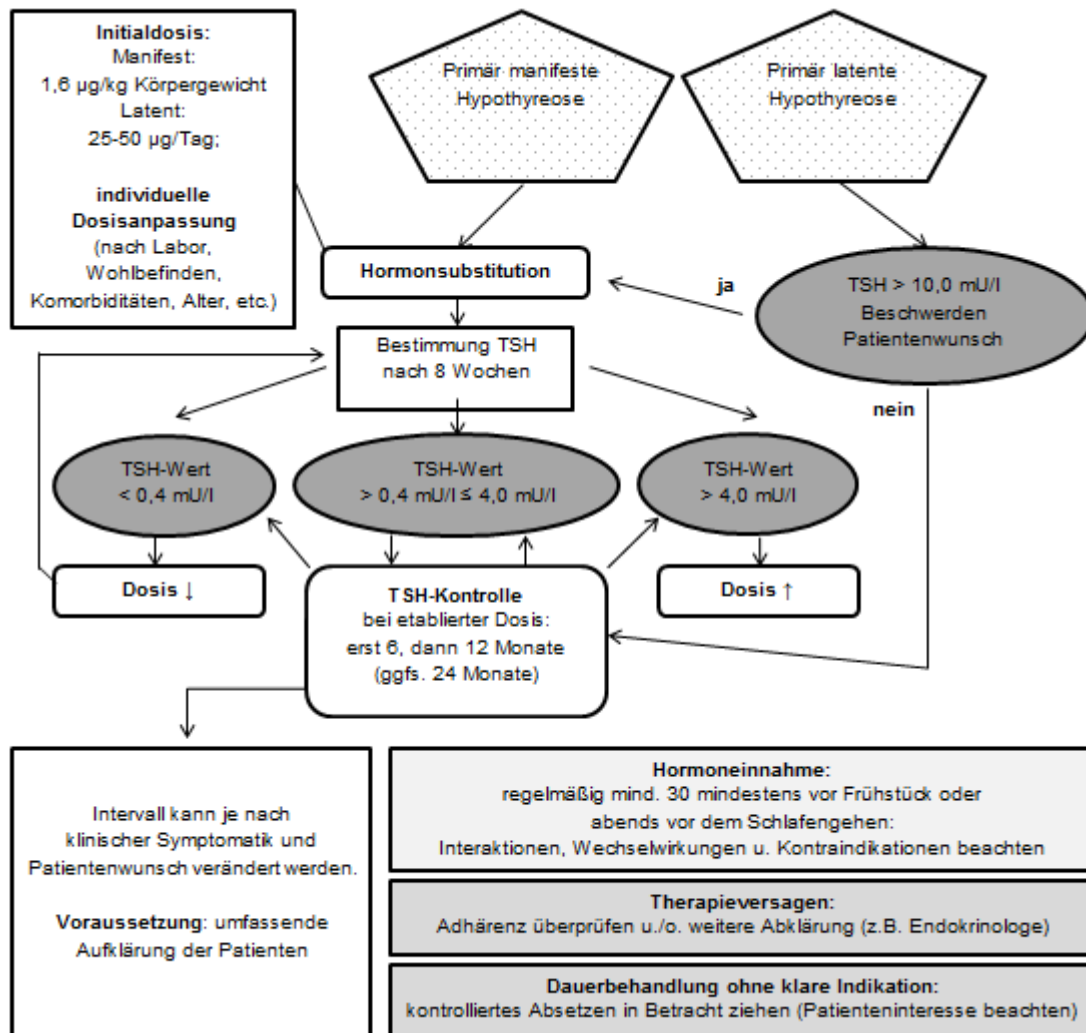 Initialdosis:
Manifest:
1,6 µg/kg Körpergewicht
Latent:
25-50 µg/Tag;
individuelle
Dosisanpassung
(nach Labor,
Wohlbefinden,
Komorbiditäten, Alter, etc.)
Primär manifeste
Hypothyreose
Primär latente
Hypothyreose
Hormonsubstitution
ja
TSH > 10,0 mU/l
Beschwerden
Patientenwunsch
nein
Bestimmung TSH
nach 8 Wochen
TSH-Wert
< 0,4 mU/l
TSH-Wert
> 0,4 mU/l ≤ 4,0 mU/l
TSH-Wert
> 4,0 mU/l
Dosis ↓
TSH-Kontrolle
bei etablierter Dosis:
erst 6, dann 12 Monate
(ggfs. 24 Monate)
Dosis ↑
Intervall kann je nach
klinischer Symptomatik und
Patientenwunsch verändert werden.
Voraussetzung: umfassende
Aufklärung der Patienten
Hormoneinnahme:
regelmäßig mind. 30 mindestens vor Frühstück oder
abends vor dem Schlafengehen:
Interaktionen, Wechselwirkungen u. Kontraindikationen beachten
Therapieversagen:
Adhärenz überprüfen u./o. weitere Abklärung (z.B. Endokrinologe)
Dauerbehandlung ohne klare Indikation:
kontrolliertes Absetzen in Betracht ziehen (Patienteninteresse beachten)